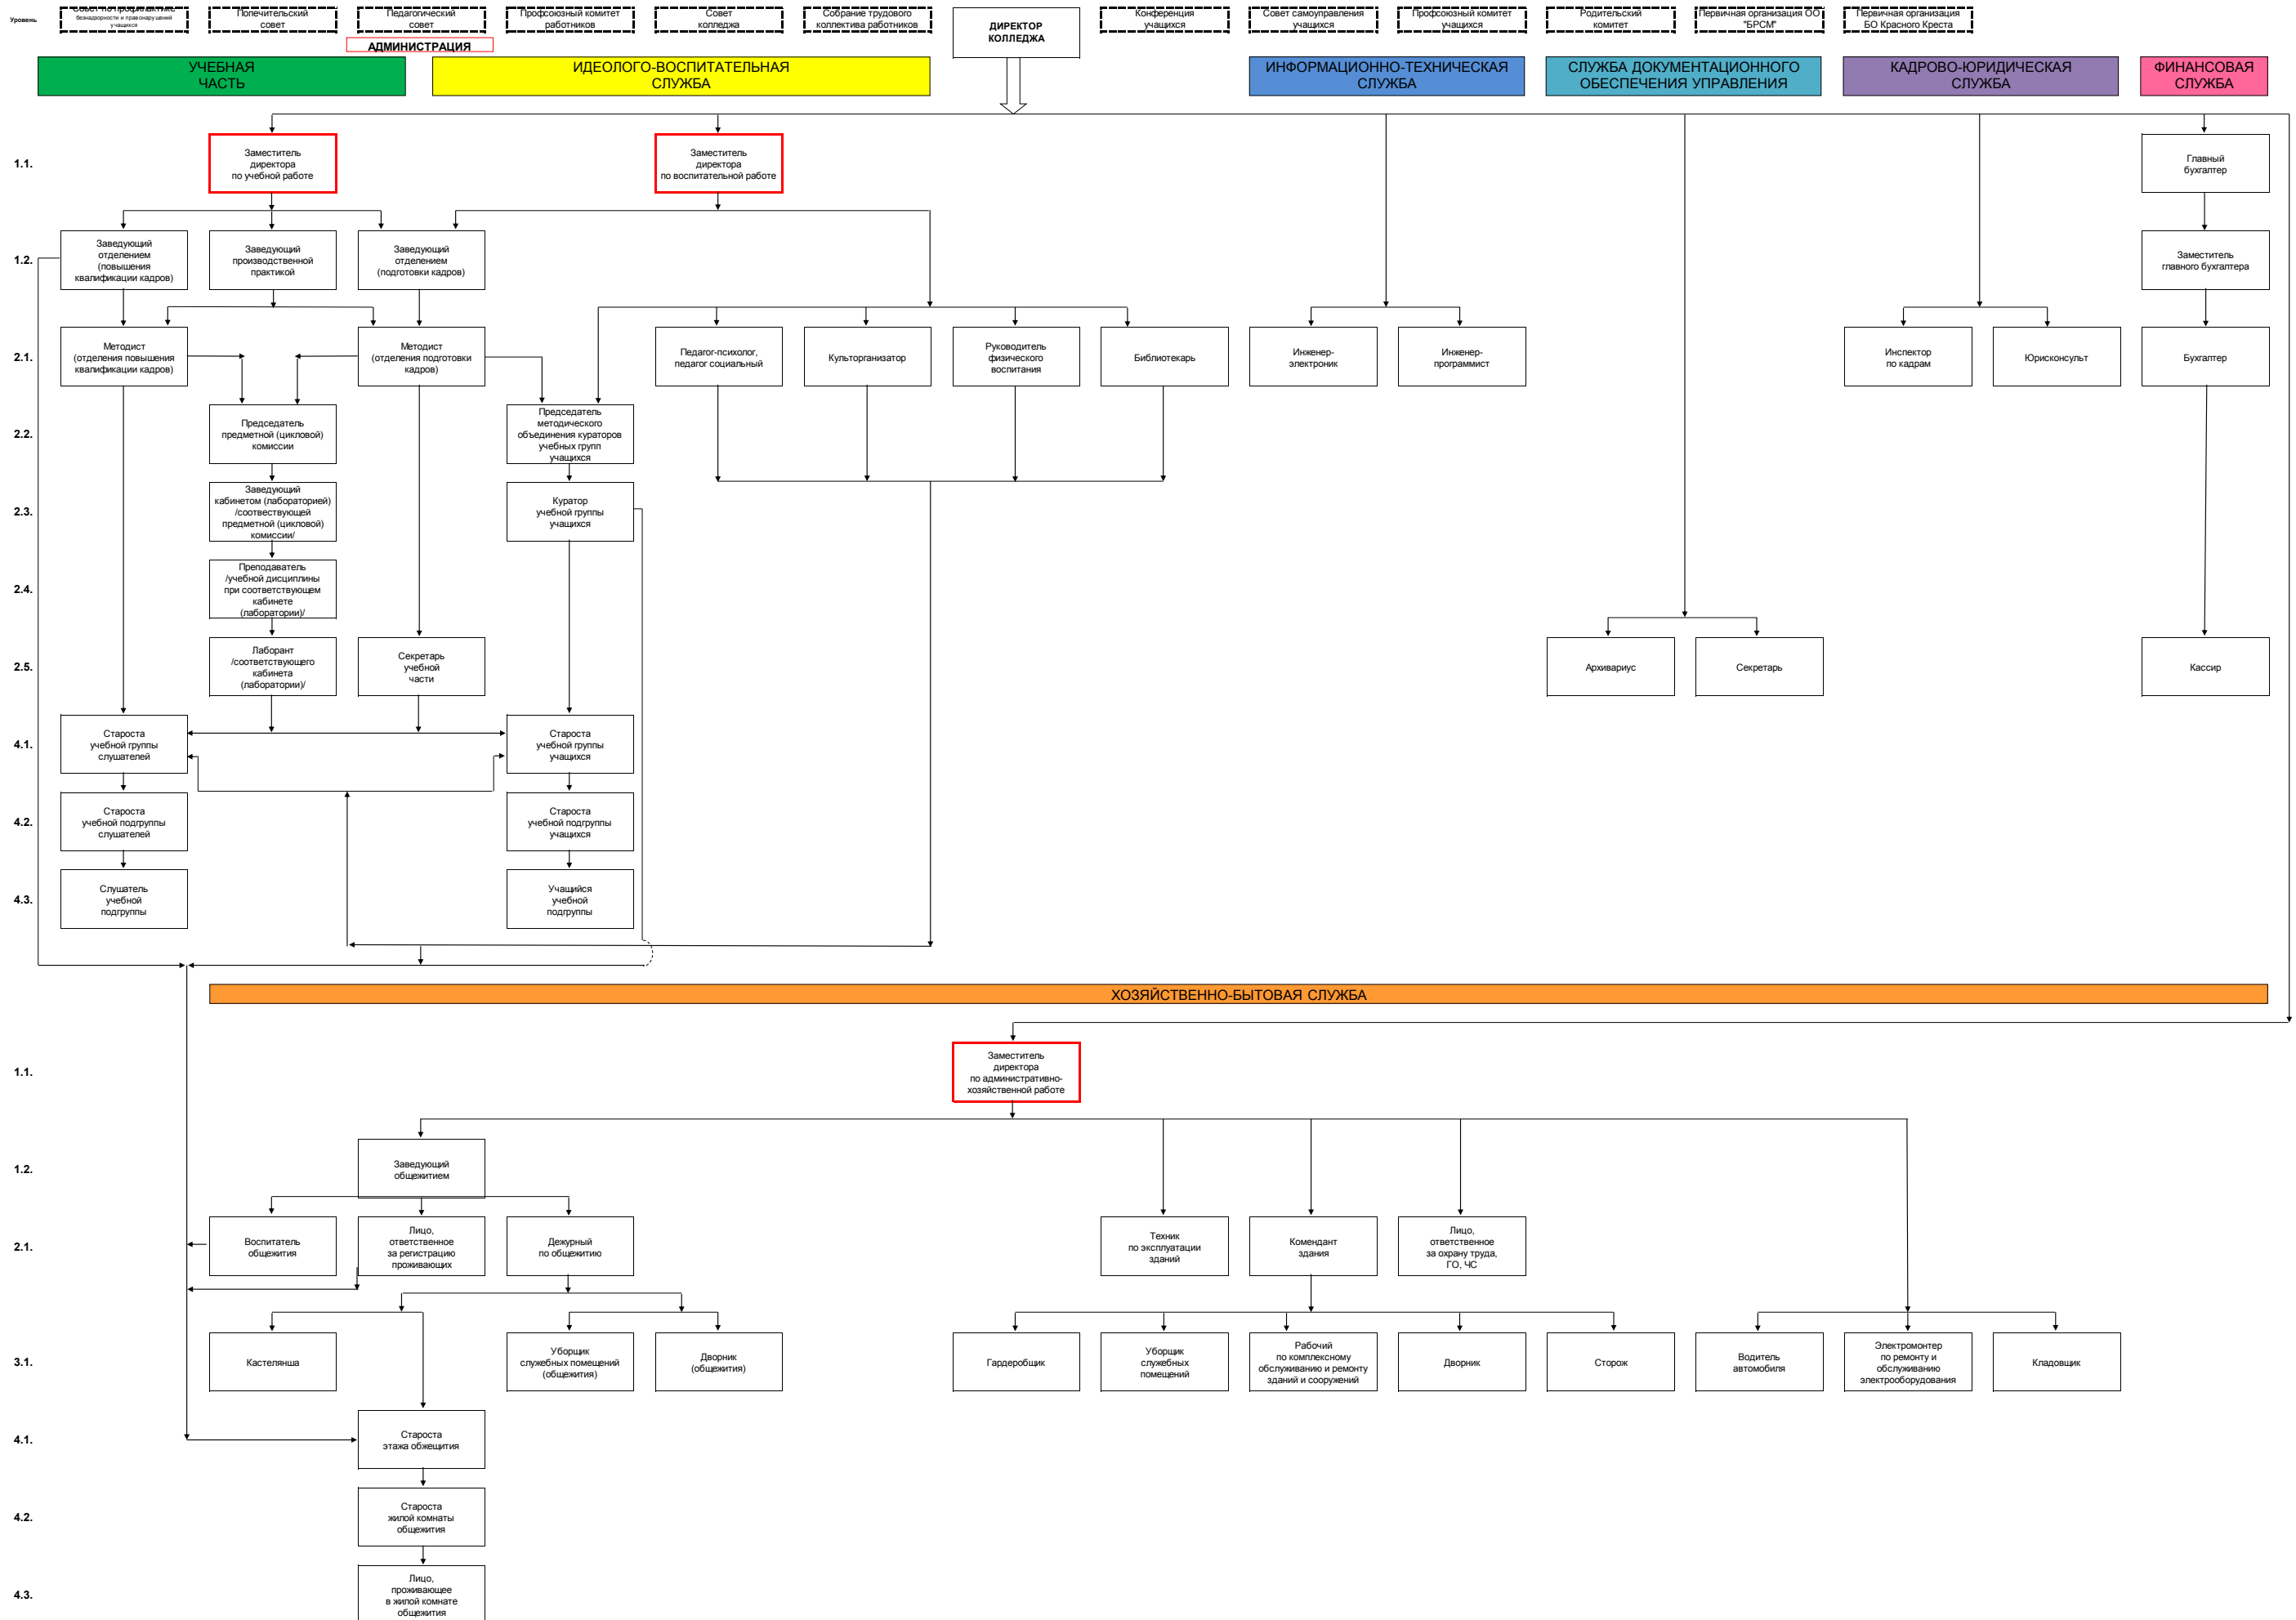 Уровень
Совет по профилактике
безнадзорности и правонарушений
учащихся
Попечительский
совет
Педагогический
совет
Профсоюзный комитет
работников
Совет
колледжа
Собрание трудового
коллектива работников
ДИРЕКТОР
КОЛЛЕДЖА
Конференция
учащихся
Совет самоуправления
учащихся
Профсоюзный комитет
учащихся
Родительский
комитет
Первичная организация ОО
"БРСМ"
Первичная организация
БО Красного Креста
АДМИНИСТРАЦИЯ
УЧЕБНАЯ
ЧАСТЬ
ИДЕОЛОГО-ВОСПИТАТЕЛЬНАЯ
СЛУЖБА
ИНФОРМАЦИОННО-ТЕХНИЧЕСКАЯ
СЛУЖБА
СЛУЖБА ДОКУМЕНТАЦИОННОГО
ОБЕСПЕЧЕНИЯ УПРАВЛЕНИЯ
КАДРОВО-ЮРИДИЧЕСКАЯ
СЛУЖБА
ФИНАНСОВАЯ
СЛУЖБА
1.1.
Заместитель
директора
по учебной работе
Заместитель
директора
по воспитательной работе
Главный
бухгалтер
1.2.
Заведующий
отделением
(повышения
квалификации кадров)
Заведующий
производственной
практикой
Заведующий
отделением
(подготовки кадров)
Заместитель
главного бухгалтера
2.1.
Методист
(отделения повышения
квалификации кадров)
Методист
(отделения подготовки
кадров)
Педагог-психолог,
педагог социальный
Культорганизатор
Руководитель
физического
воспитания
Библиотекарь
Инженер-
электроник
Инженер-
программист
Инспектор
по кадрам
Юрисконсульт
Бухгалтер
2.2.
Председатель
предметной (цикловой)
комиссии
Председатель
методического
объединения кураторов
учебных групп
учащихся
2.3.
Заведующий
кабинетом (лабораторией)
/соотвествующей
предметной (цикловой)
комиссии/
Куратор
учебной группы
учащихся
2.4.
Преподаватель
/учебной дисциплины
при соответствующем
кабинете
(лаборатории)/
2.5.
Лаборант
/соответствующего
кабинета
(лаборатории)/
Секретарь
учебной
части
Архивариус
Секретарь
Кассир
4.1.
Староста
учебной группы
слушателей
Староста
учебной группы
учащихся
4.2.
Староста
учебной подгруппы
слушателей
Староста
учебной подгруппы
учащихся
4.3.
Слушатель
учебной
подгруппы
Учащийся
учебной
подгруппы
ХОЗЯЙСТВЕННО-БЫТОВАЯ СЛУЖБА
1.1.
Заместитель
директора
по административно-
хозяйственной работе
1.2.
Заведующий
общежитием
2.1.
Воспитатель
общежития
Лицо,
ответственное
за регистрацию
проживающих
Дежурный
по общежитию
Техник
по эксплуатации
зданий
Комендант
здания
Лицо,
ответственное
за охрану труда,
ГО, ЧС
3.1.
Кастелянша
Уборщик
служебных помещений
(общежития)
Дворник
(общежития)
Гардеробщик
Уборщик
служебных
помещений
Рабочий
по комплексному
обслуживанию и ремонту
зданий и сооружений
Дворник
Сторож
Водитель
автомобиля
Электромонтер
по ремонту и
обслуживанию
электрооборудования
Кладовщик
4.1.
Староста
этажа обжещития
4.2.
Староста
жилой комнаты
общежития
4.3.
Лицо,
проживающее
в жилой комнате
общежития